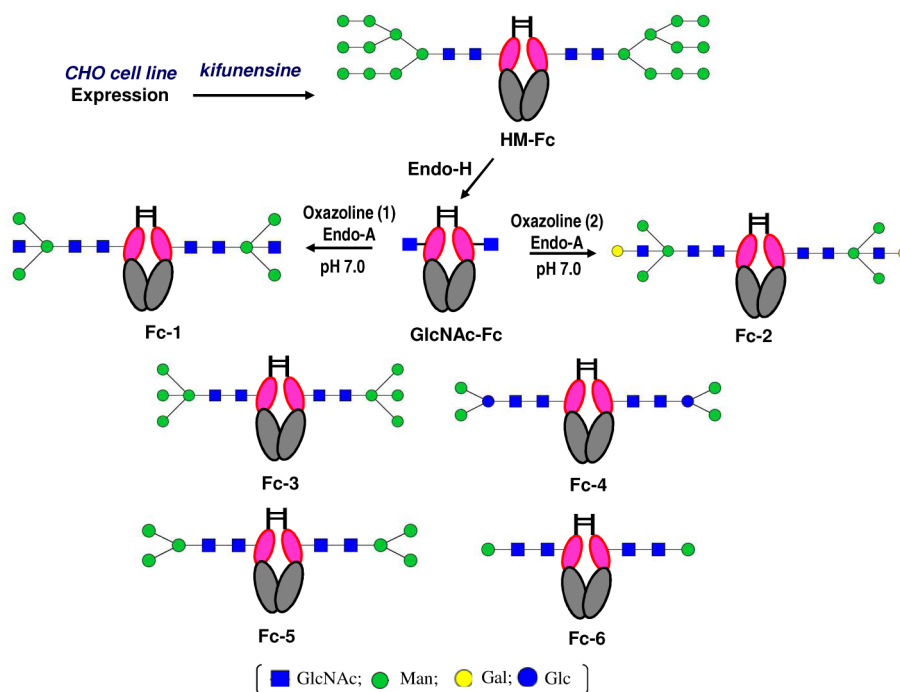 CHO cell line
Expression
kifunensine
HM-Fc
Endo-H
Oxazoline (1)
Endo-A
pH 7.0
GlcNAc-Fc
Oxazoline (2)
Endo-A
pH 7.0
Fc-1
Fc-2
Fc-3
Fc-4
Fc-5
Fc-6
GlcNAc; Man; Gal; Glc